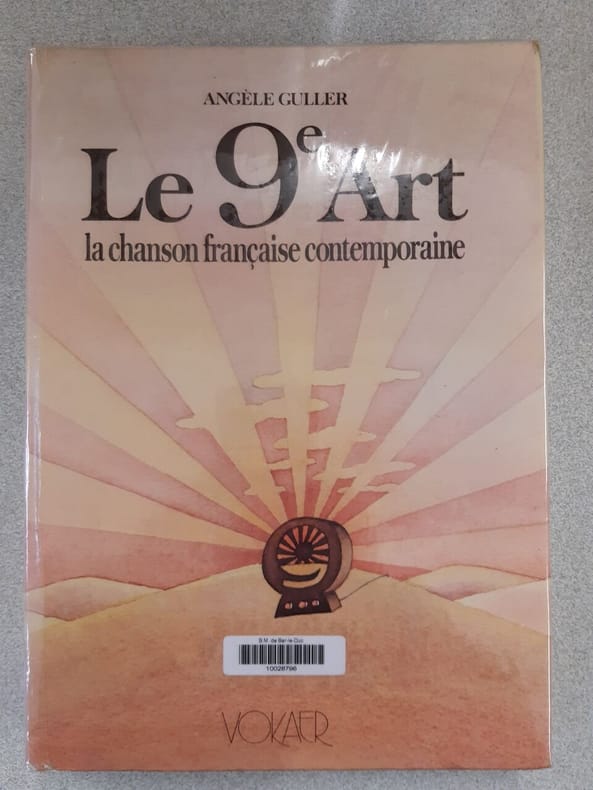 ANGÈLE GULLER
Le 9e Art
la chanson française contemporaine
B.M. de Bar-le-Duc
10028796
VOKAER